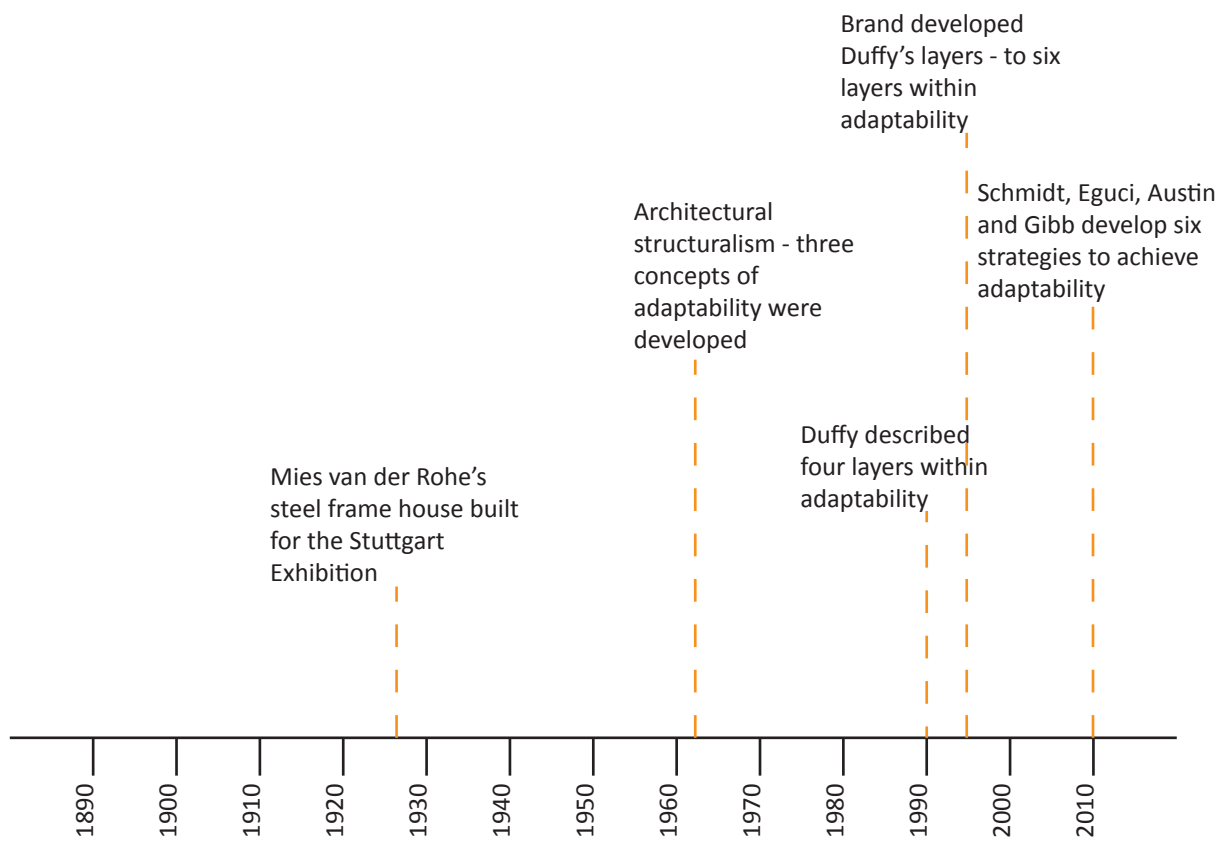 Brand developed
Duffy’s layers - to six
layers within
adaptability
Schmidt, Eguci, Austin
and Gibb develop six
strategies to achieve
adaptability
Architectural
structuralism - three
concepts of
adaptability were
developed
Duffy described
four layers within
adaptability
Mies van der Rohe’s
steel frame house built
for the Stuttgart
Exhibition
1890
1900
1910
1920
1930
1940
1950
1960
1970
1980
1990
2000
2010